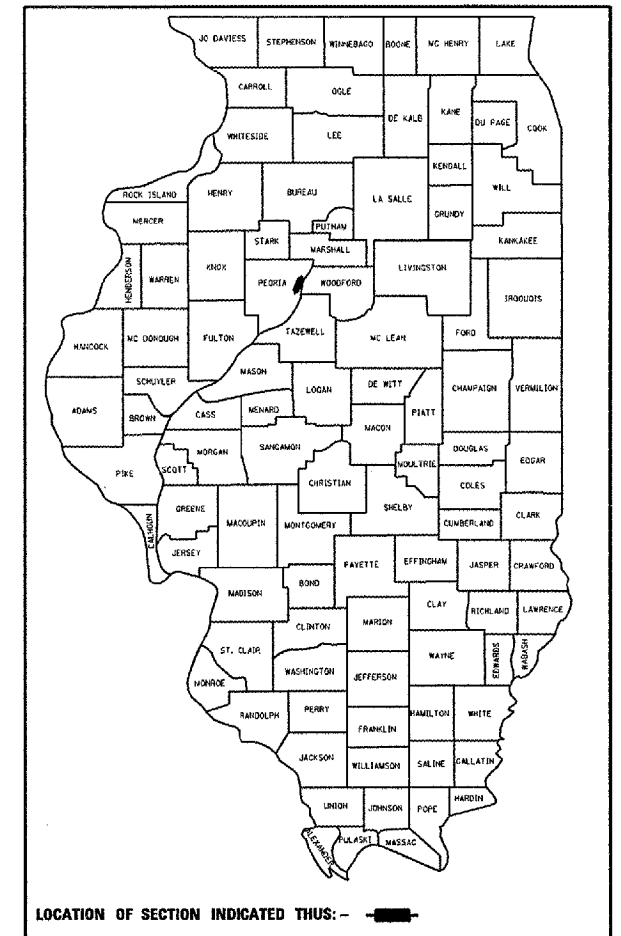 JO DAVIESS STEPHENSON WINNEBAGO BOONE MC HENRY LAKE
CARROLL OGLE DE KALB KANE DU PAGE COOK
WHITESIDE LEE KENDALL WILL
ROCK ISLAND HENRY BUREAU LA SALLE GRUNDY
MERCER PUTNAM
STARK MARSHALL KANKAKEE
HENDERSON WARREN KNOX PEORIA WOODFORD LIVINGSTON IROQUOIS
HANCOCK MC DONOUGH FULTON TAZEWELL MC LEAN FORD
SCHUYLER MASON LOGAN DE WITT CHAMPAIGN VERMILION
ADAMS BROWN CASS MENARD MACON PIATT
PIKE SCOTT MORGAN SANGAMON MOULTRIE DOUGLAS EDGAR
CHRISTIAN COLES
CALHOUN GREENE MACOUPIN MONTGOMERY SHELBY CUMBERLAND CLARK
JERSEY FAYETTE EFFINGHAM JASPER CRAWFORD
MADISON BOND CLAY RICHLAND LAWRENCE
CLINTON MARION
ST. CLAIR WAYNE EDWARDS WABASH
MONROE WASHINGTON JEFFERSON
RANDOLPH PERRY HAMILTON WHITE
FRANKLIN
JACKSON WILLIAMSON SALINE GALLATIN
UNION JOHNSON POPE HARDIN
ALEXANDER PULASKI MASSAC
LOCATION OF SECTION INDICATED THUS: –